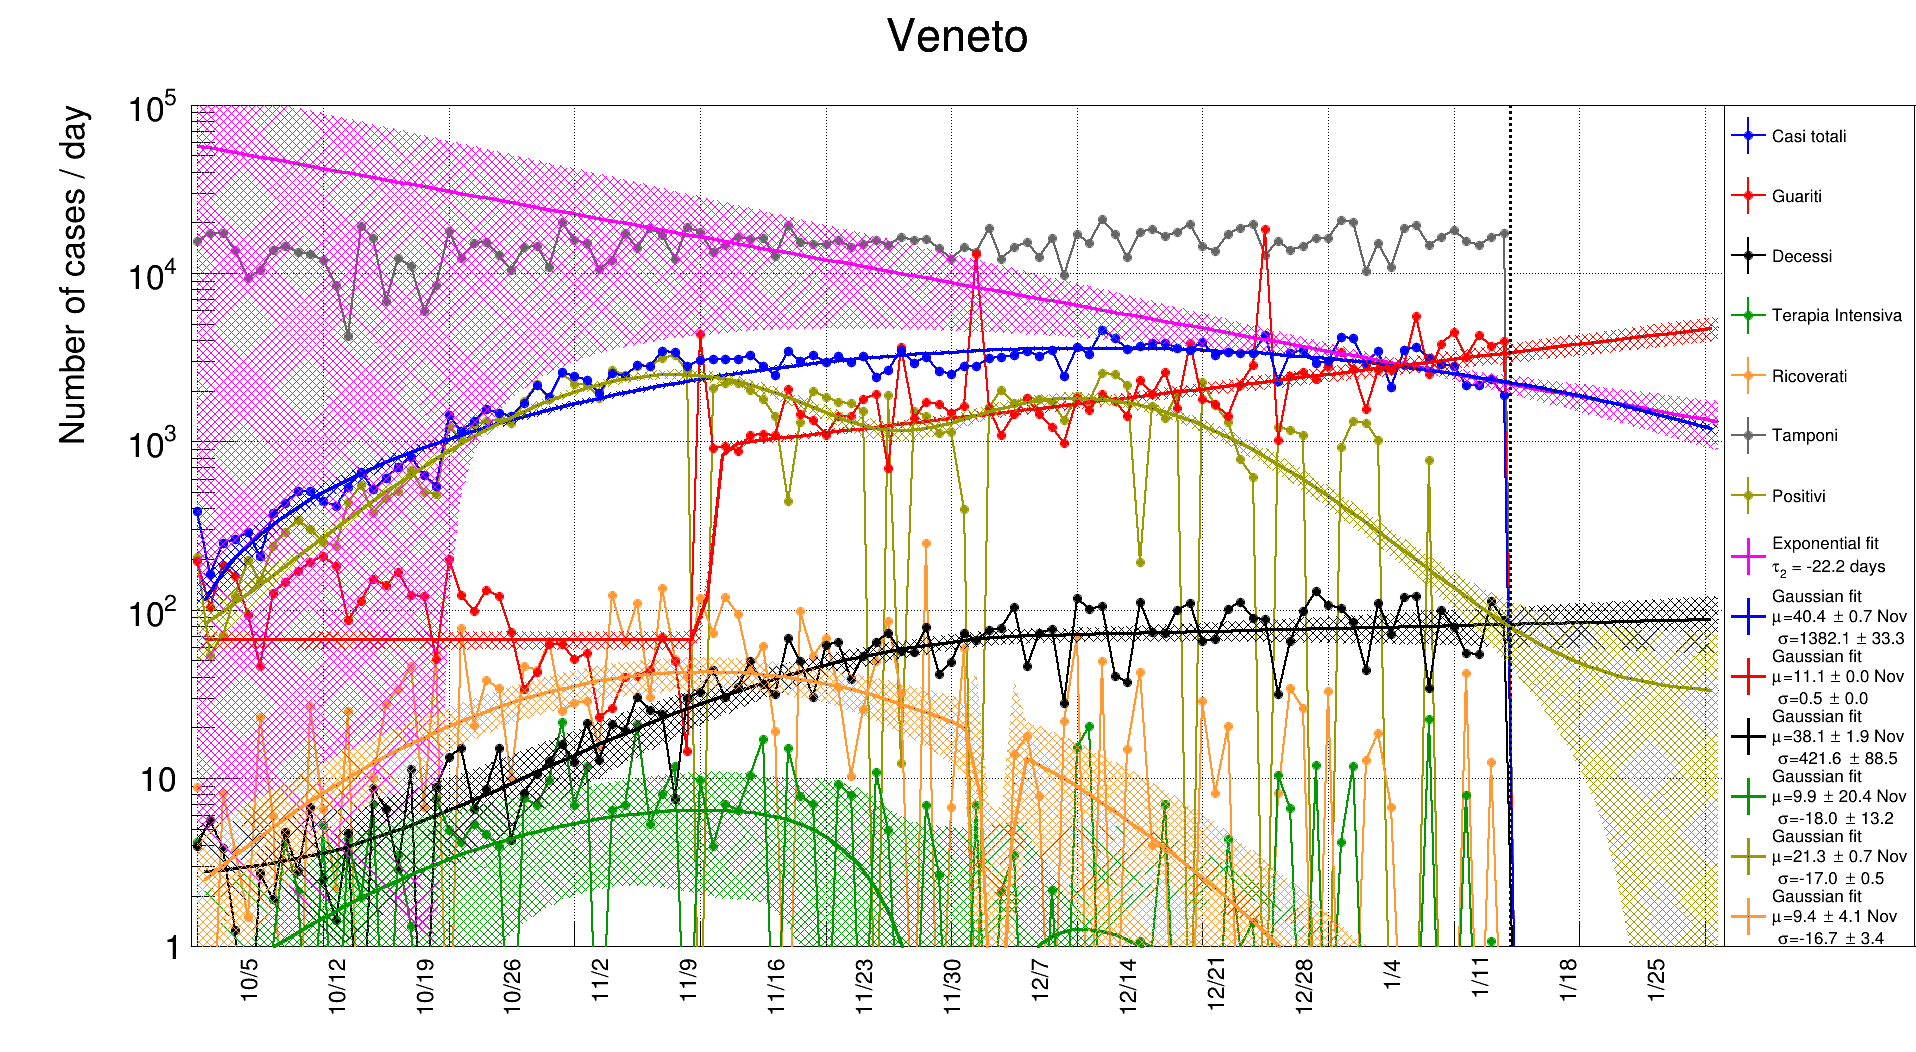 Veneto
Number of cases / day
10^5
10^4
10^3
10^2
10
1
10/5
10/12
10/19
10/26
11/2
11/9
11/16
11/23
11/30
12/7
12/14
12/21
12/28
1/4
1/11
1/18
1/25
Casi totali
Guariti
Decessi
Terapia Intensiva
Ricoverati
Tamponi
Positivi
Exponential fit
τ_2 = -22.2 days
Gaussian fit
μ=40.4 ± 0.7 Nov
σ=1382.1 ± 33.3
Gaussian fit
μ=11.1 ± 0.0 Nov
σ=0.5 ± 0.0
Gaussian fit
μ=38.1 ± 1.9 Nov
σ=421.6 ± 88.5
Gaussian fit
μ=9.9 ± 20.4 Nov
σ=-18.0 ± 13.2
Gaussian fit
μ=21.3 ± 0.7 Nov
σ=-17.0 ± 0.5
Gaussian fit
μ=9.4 ± 4.1 Nov
σ=-16.7 ± 3.4